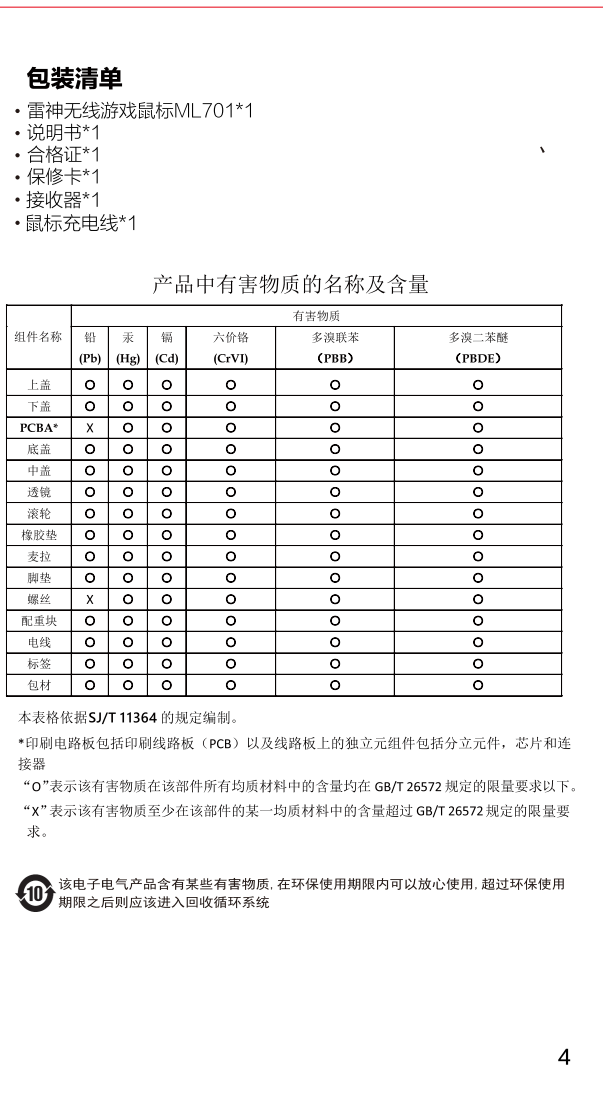 包装清单
• 雷神无线游戏鼠标ML701*1
• 说明书*1
• 合格证*1
• 保修卡*1
• 接收器*1
• 鼠标充电线*1
、
产品中有害物质的名称及含量
组件名称 有害物质
铅 (Pb) 汞 (Hg) 镉 (Cd) 六价铬 (CrVI) 多溴联苯 (PBB) 多溴二苯醚 (PBDE)
上盖 O O O O O O
下盖 O O O O O O
PCBA* X O O O O O
底盖 O O O O O O
中盖 O O O O O O
透镜 O O O O O O
滚轮 O O O O O O
橡胶垫 O O O O O O
麦拉 O O O O O O
脚垫 O O O O O O
螺丝 X O O O O O
配重块 O O O O O O
电线 O O O O O O
标签 O O O O O O
包材 O O O O O O
本表格依据SJ/T 11364 的规定编制。
*印刷电路板包括印刷线路板（PCB）以及线路板上的独立元组件包括分立元件，芯片和连
接器
“O”表示该有害物质在该部件所有均质材料中的含量圴在 GB/T 26572 规定的限量要求以下。
“X”表示该有害物质至少在该部件的某一均质材料中的含量超过 GB/T 26572 规定的限量要
求。
10
该电子电气产品含有某些有害物质, 在环保使用期限内可以放心使用, 超过环保使用
期限之后则应该进入回收循环系统
4